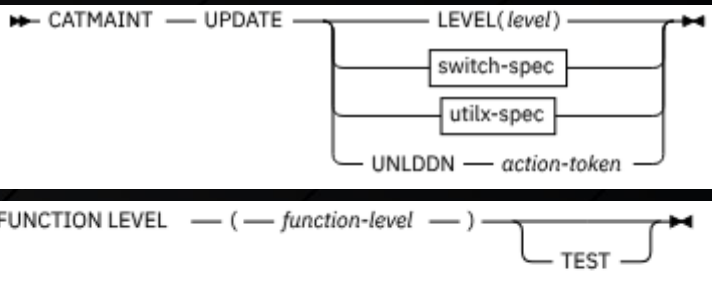 CATMAINT UPDATE LEVEL(level)
switch-spec
utilx-spec
UNLDDN action-token
FUNCTION LEVEL ( function-level )
TEST